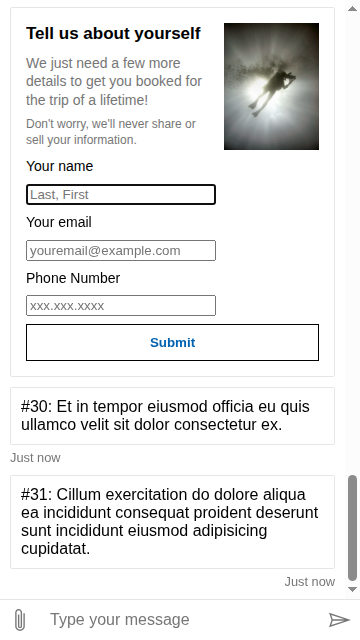 Tell us about yourself
We just need a few more
details to get you booked for
the trip of a lifetime!
Don't worry, we'll never share or
sell your information.
Your name
Last, First
Your email
youremail@example.com
Phone Number
xxx.xxx.xxxx
Submit
#30: Et in tempor eiusmod officia eu quis
ullamco velit sit dolor consectetur ex.
Just now
#31: Cillum exercitation do dolore aliqua
ea incididunt consequat proident deserunt
sunt incididunt eiusmod adipisicing
cupidatat.
Just now
Type your message